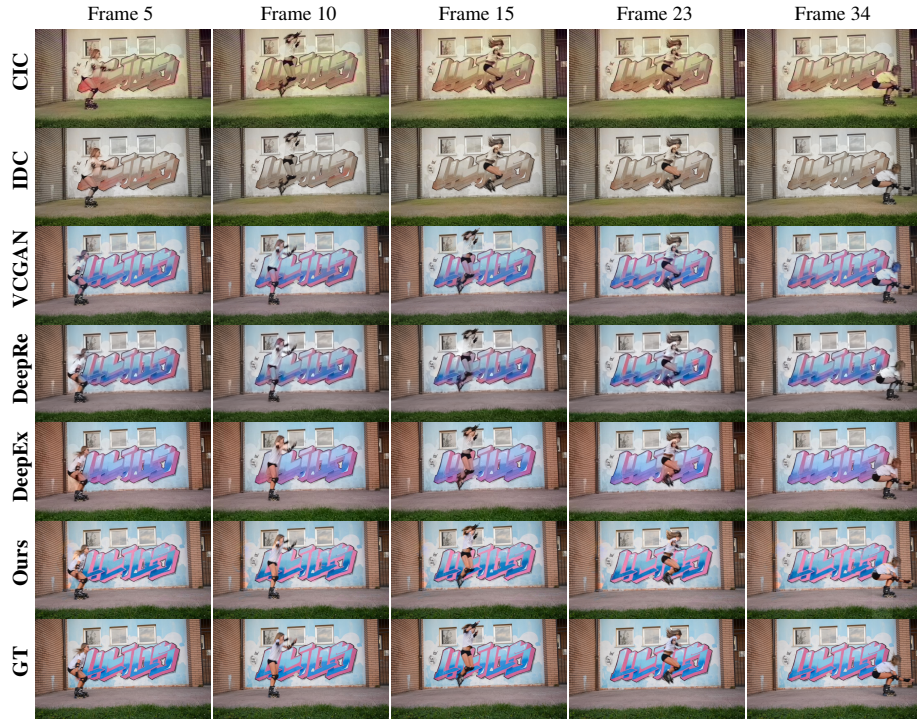 Frame 5 Frame 10 Frame 15 Frame 23 Frame 34
CIC
IDC
VCGAN
DeepRe
DeepEx
Ours
GT